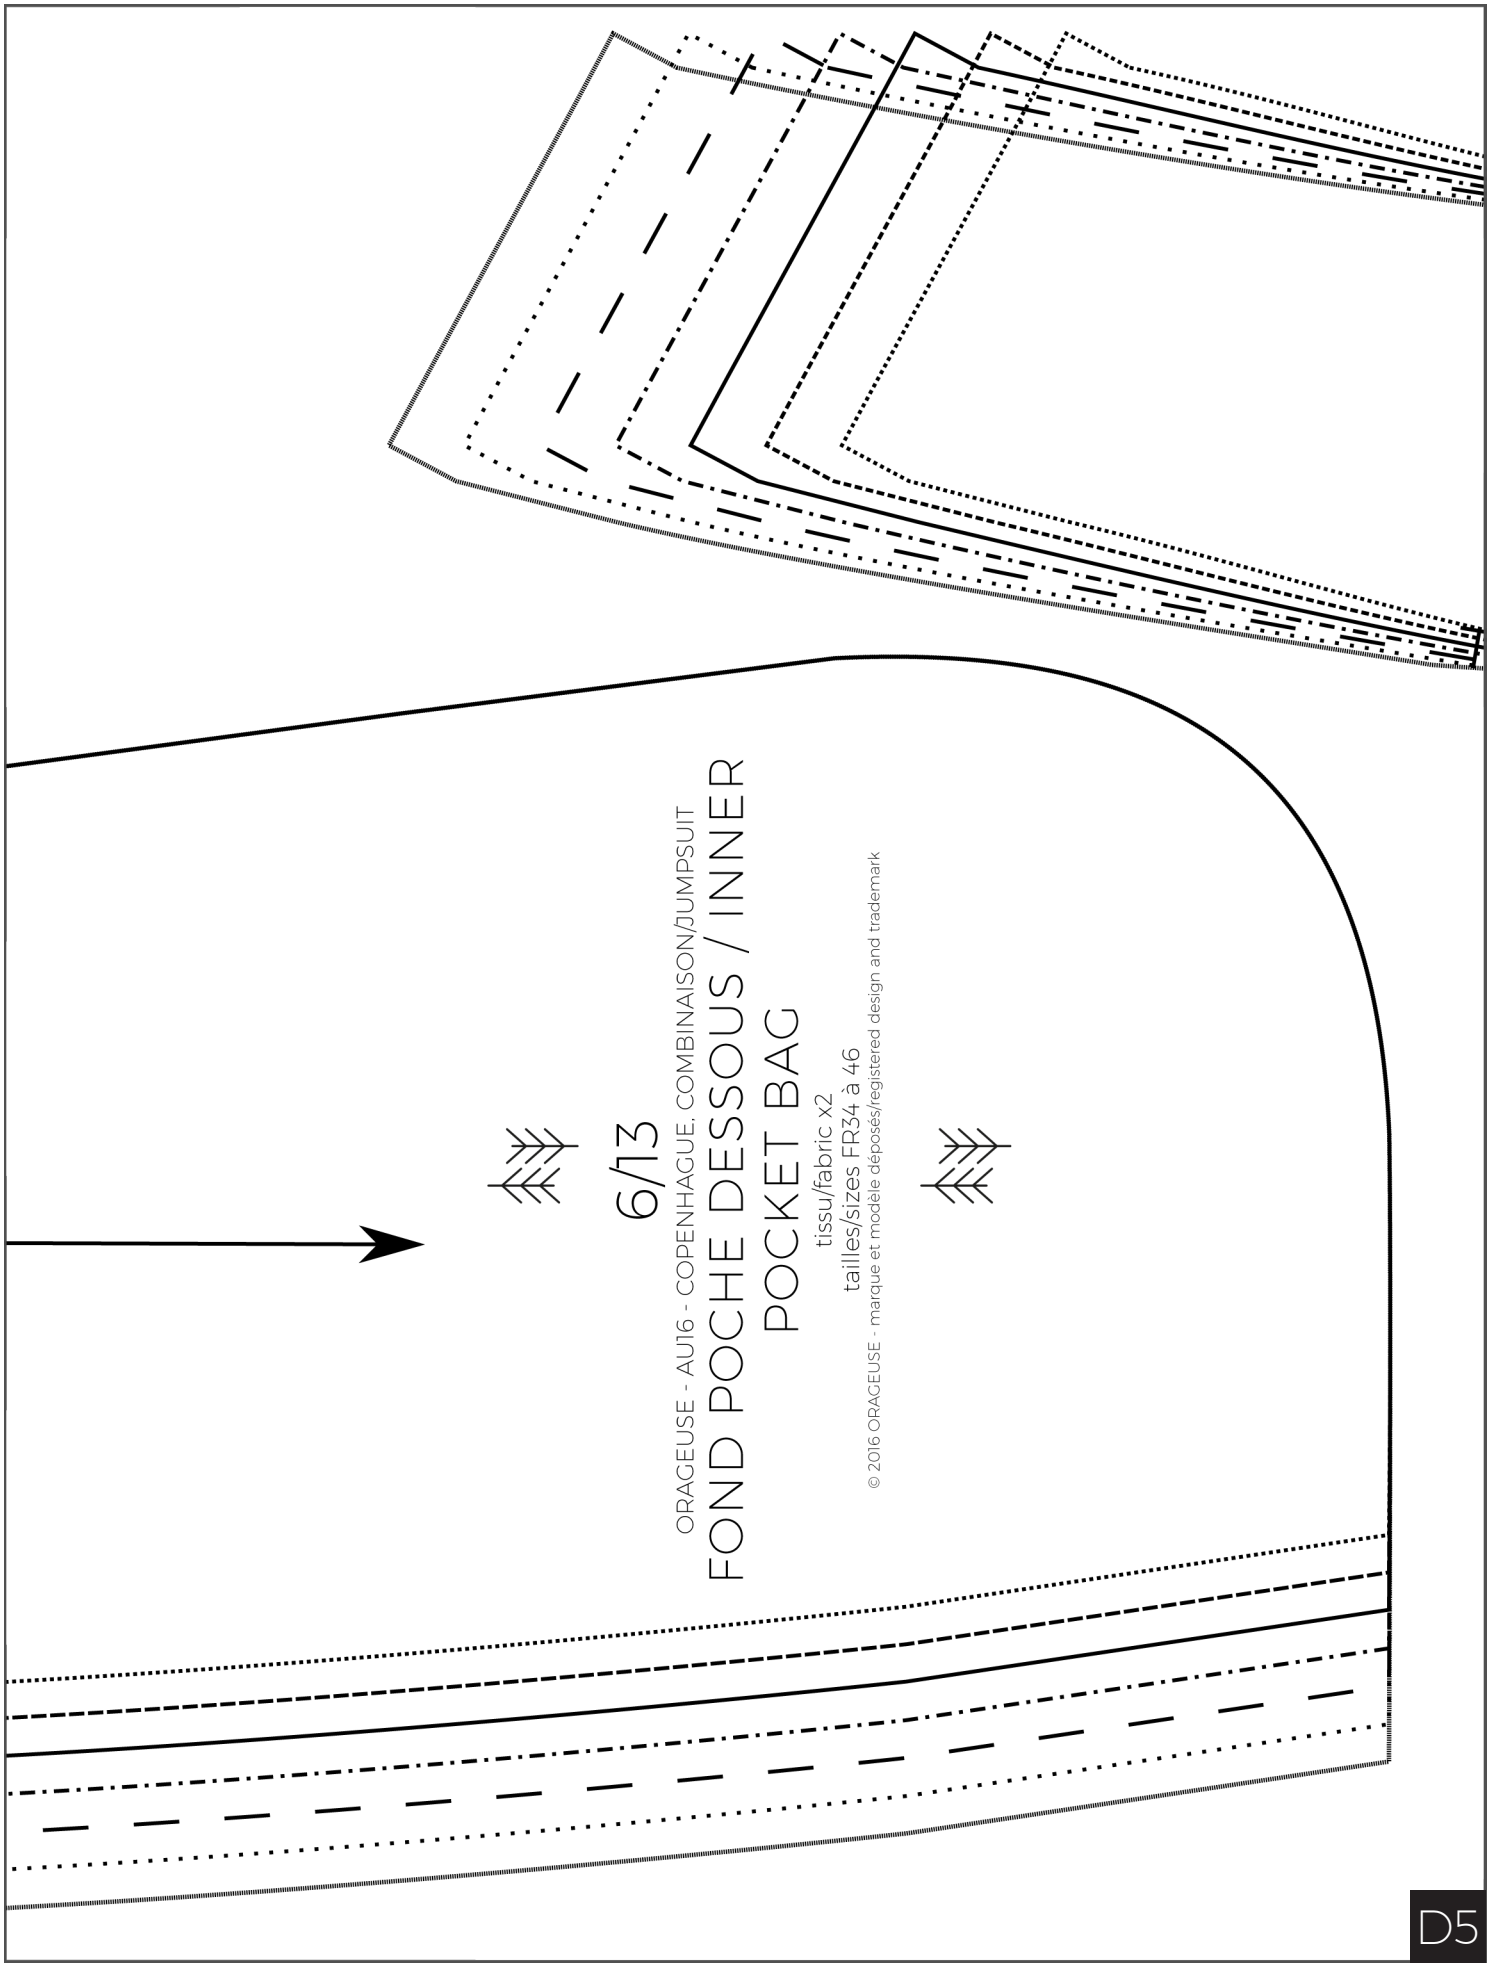 6/13
ORAGEUSE - AU16 - COPENHAGUE, COMBINAISON/JUMPSUIT
FOND POCHE DESSOUS / INNER
POCKET BAG
tissu/fabric x2
tailles/sizes FR34 à 46
© 2016 ORAGEUSE - marque et modèle déposés/registered design and trademark
D5